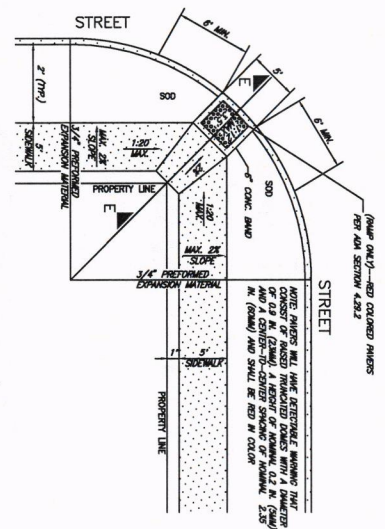 STREET
6' MIN.
5'
6' MIN.
(RAMP ONLY)---RED COLORED PAVERS
PER ADA SECTION 4.29.2
E
SOD
2' (TYP.)
6" CONC. BAND
SOD
STREET
5'
SIDEWALK
MAX. 2%
SLOPE
1:20
MAX.
3/4" PREFORMED
EXPANSION MATERIAL
PROPERTY LINE
E
1:20
MAX.
MAX. 2%
SLOPE
3/4" PREFORMED
EXPANSION MATERIAL
1'
5'
SIDEWALK
PROPERTY LINE
NOTE: PAVERS WILL HAVE DETECTABLE WARNING THAT
CONSIST OF RAISED TRUNCATED DOMES WITH A DIAMETER
OF 0.9 IN. (23MM), A HEIGHT OF NOMINAL 0.2 IN. (5MM)
AND A CENTER-TO-CENTER SPACING OF NOMINAL 2.35
IN. (60MM) AND SHALL BE RED IN COLOR